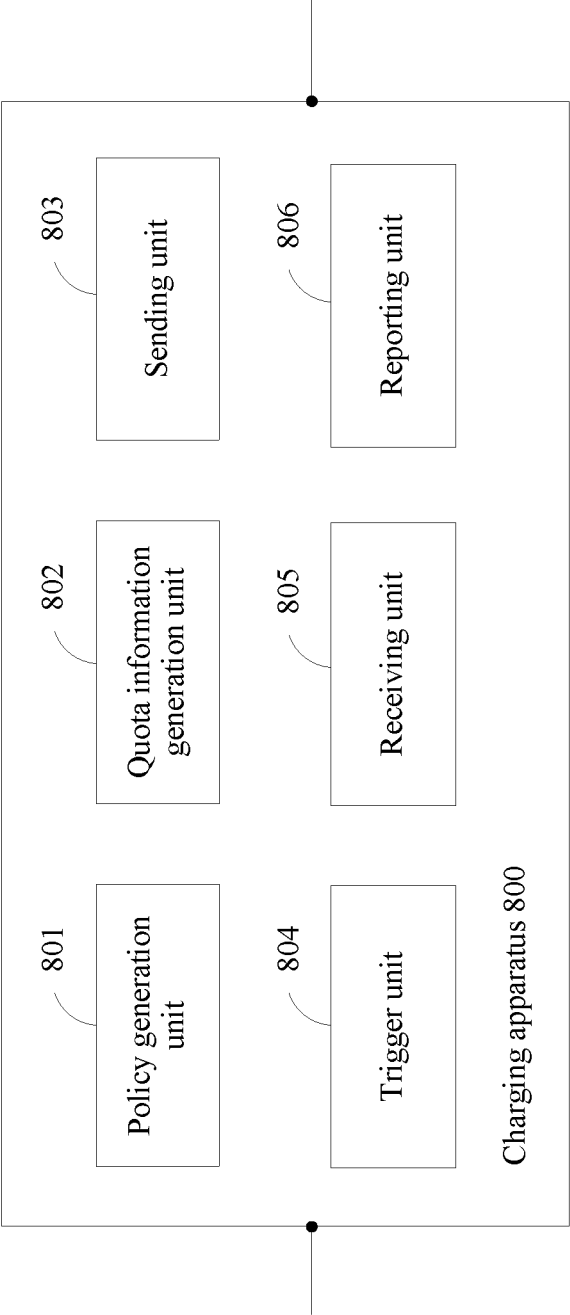 801
Policy generation
unit
802
Quota information
generation unit
803
Sending unit
804
Trigger unit
805
Receiving unit
806
Reporting unit
Charging apparatus 800